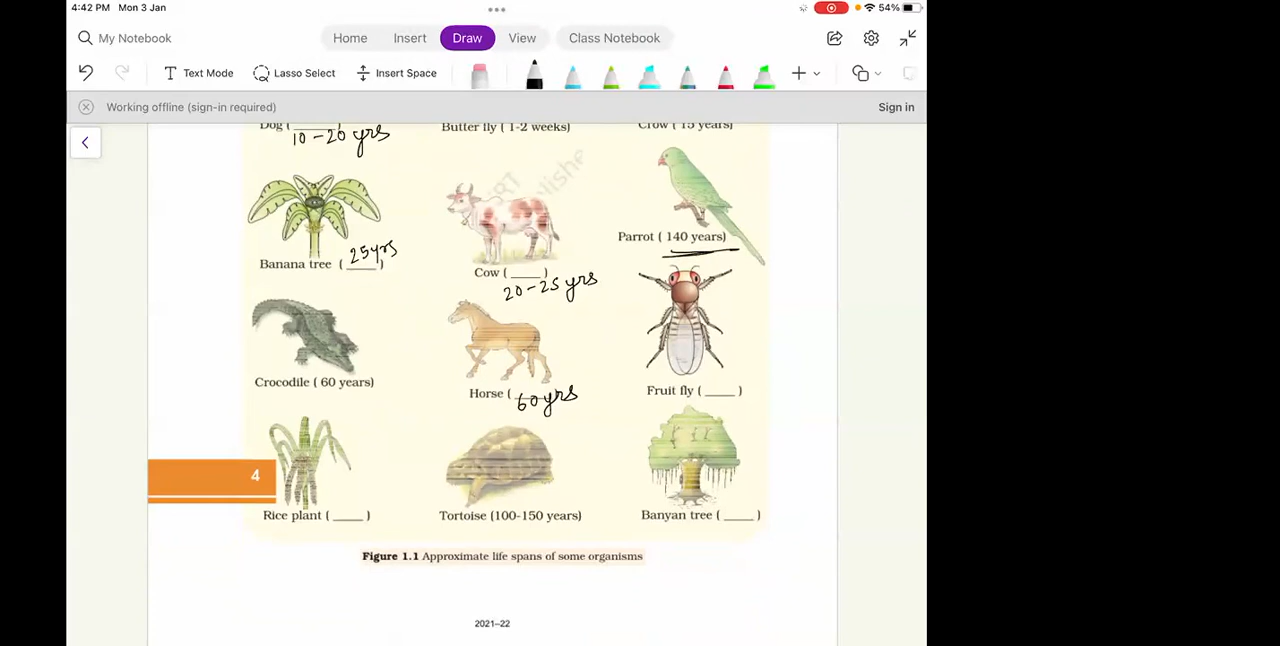 4:42 PM Mon 3 Jan
54%
My Notebook
Home Insert Draw View Class Notebook
Text Mode Lasso Select Insert Space
Working offline (sign-in required) Sign in
Dog (____) Butter fly ( 1-2 weeks) Crow ( 15 years)
10-20 yrs
Parrot ( 140 years)
25yrs
Banana tree (____) Cow (____)
20-25 yrs
Crocodile ( 60 years) Horse (____ Fruit fly (____)
60yrs
4
Rice plant (____) Tortoise (100-150 years) Banyan tree (____)
Figure 1.1 Approximate life spans of some organisms
2021–22